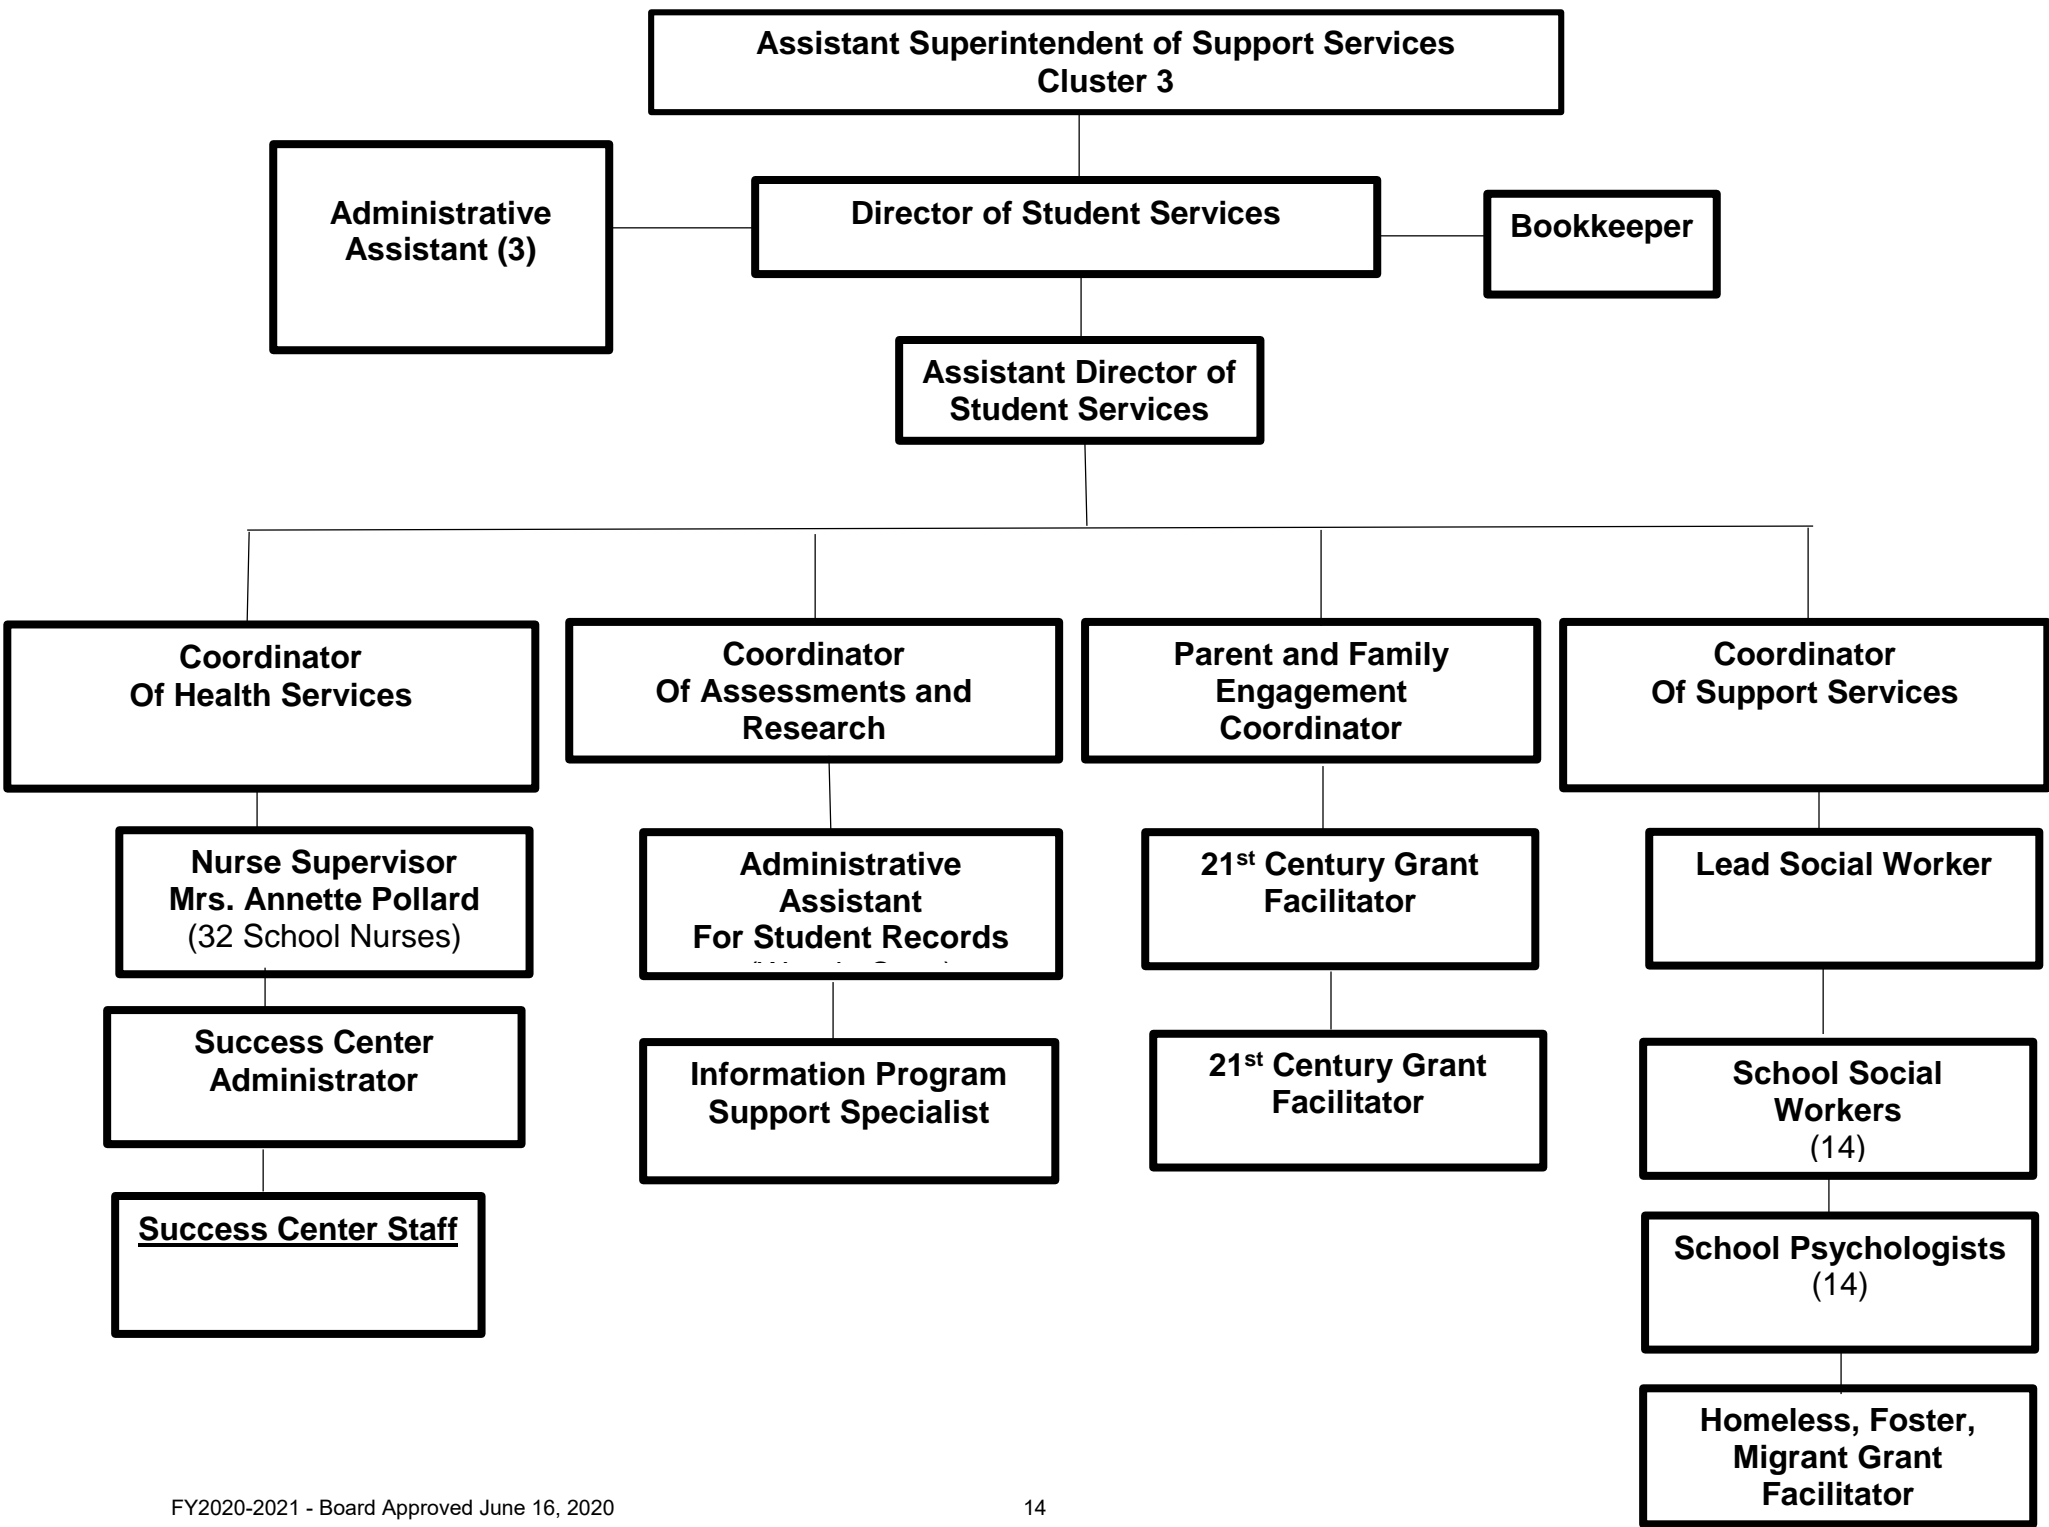 Assistant Superintendent of Support Services
Cluster 3
Administrative
Assistant (3)
Director of Student Services
Bookkeeper
Assistant Director of
Student Services
Coordinator
Of Health Services
Coordinator
Of Assessments and
Research
Parent and Family
Engagement
Coordinator
Coordinator
Of Support Services
Nurse Supervisor
Mrs. Annette Pollard
(32 School Nurses)
Administrative
Assistant
For Student Records
21st Century Grant
Facilitator
Lead Social Worker
Success Center
Administrator
Information Program
Support Specialist
21st Century Grant
Facilitator
School Social
Workers
(14)
Success Center Staff
School Psychologists
(14)
Homeless, Foster,
Migrant Grant
Facilitator
FY2020-2021 - Board Approved June 16, 2020
14